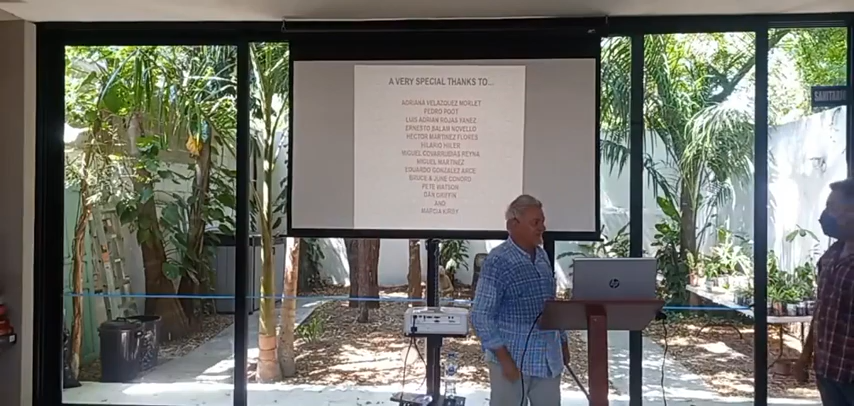 A VERY SPECIAL THANKS TO...
ADRIANA VELAZQUEZ MORLET
PEDRO POOT
LUIS ADRIAN ROJAS YANEZ
ERNESTO BALAM NOVELLO
HECTOR MARTINEZ FLORES
HILARIO HILER
MIGUEL COVARRUBIAS REYNA
MIGUEL MARTINEZ
EDUARDO GONZALEZ ARCE
BRUCE & JUNE CONORD
PETE WATSON
DAN GRIFFIN
AND
MARCIA KIRBY
hp